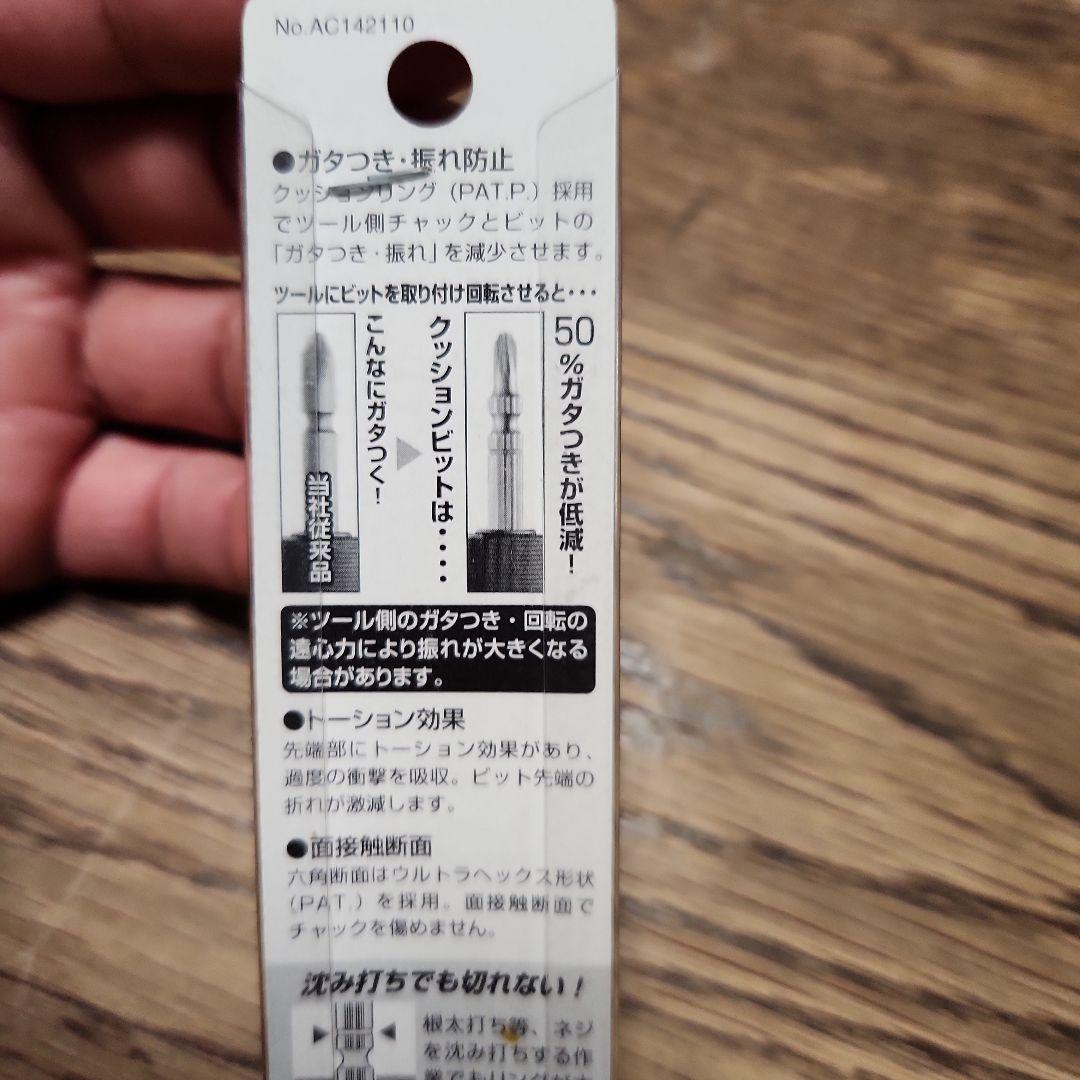 No.AC142110
●ガタつき・振れ防止
クッションリング（PAT.P.）採用
でツール側チャックとビットの
「ガタつき・振れ」を減少させます。
ツールにビットを取り付け回転させると・・・
当社従来品
こんなにガタつく！
クッションビットは・・・・
50%ガタつきが低減！
※ツール側のガタつき・回転の
遠心力により振れが大きくなる
場合があります。
●トーション効果
先端部にトーション効果があり、
過度の衝撃を吸収。ビット先端の
折れが激減します。
●面接触断面
六角断面はウルトラヘックス形状
（PAT.）を採用。面接触断面で
チャックを傷めません。
沈み打ちでも切れない！
根太打ち等、ネジ
を沈み打ちする作
業でもリングが